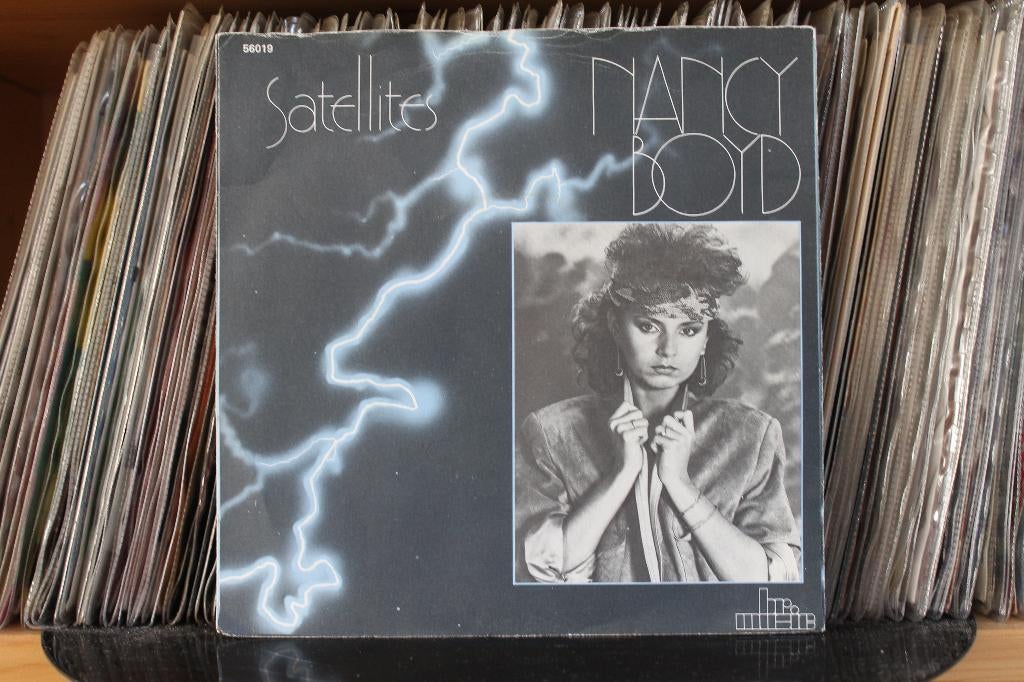 56019
Satellites
NANCY
BOYD
hi
music